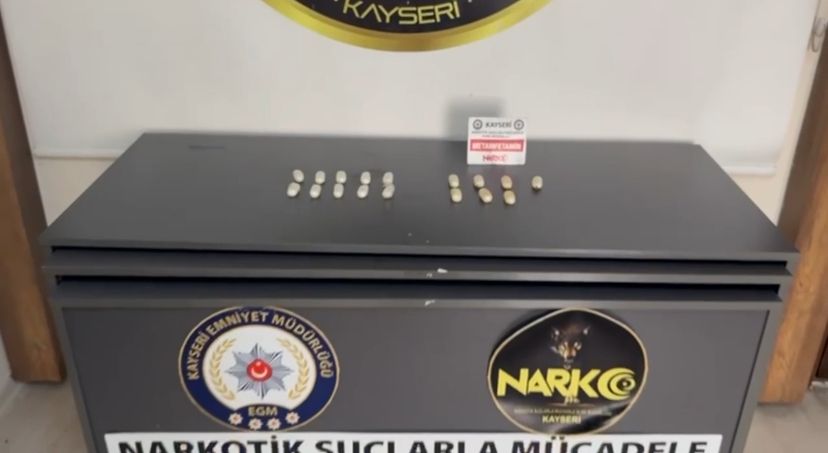 KAYSERİ
KAYSERİ
METAMFETAMİN
NARKO
KAYSERİ EMNİYET MÜDÜRLÜĞÜ
EGM
NARKO
KAYSERİ
NARKOTİK SUÇLARLA MÜCADELE